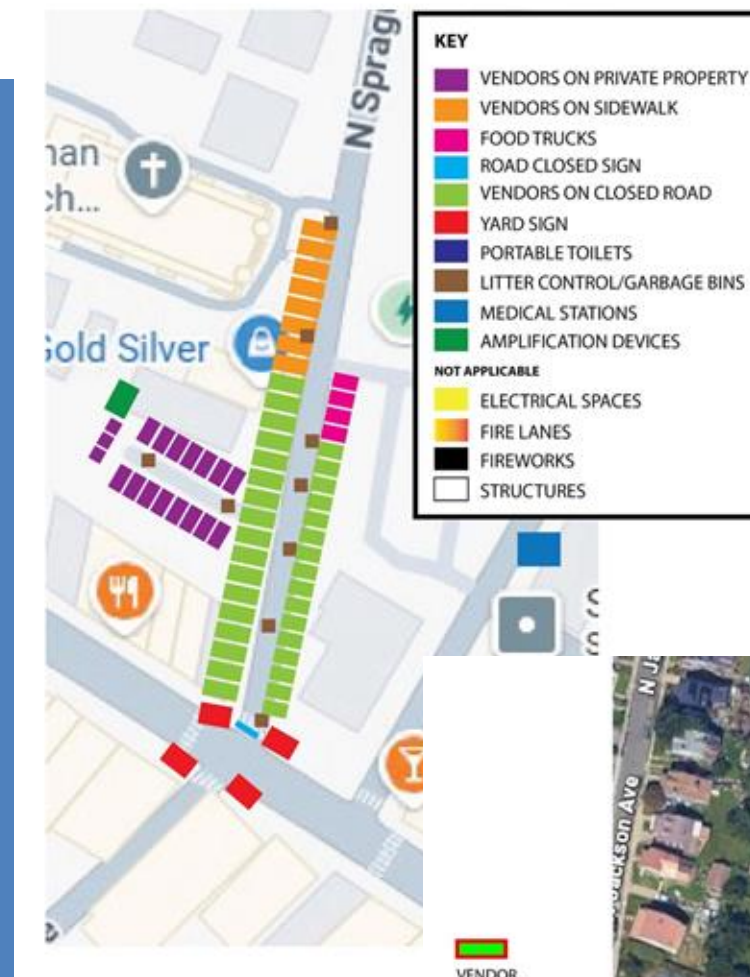 N Sprag
nan
ch...
Gold Silver
KEY
VENDORS ON PRIVATE PROPERTY
VENDORS ON SIDEWALK
FOOD TRUCKS
ROAD CLOSED SIGN
VENDORS ON CLOSED ROAD
YARD SIGN
PORTABLE TOILETS
LITTER CONTROL/GARBAGE BINS
MEDICAL STATIONS
AMPLIFICATION DEVICES
NOT APPLICABLE
ELECTRICAL SPACES
FIRE LANES
FIREWORKS
STRUCTURES
S
S
N Ja
Jackson Ave
VENDOR